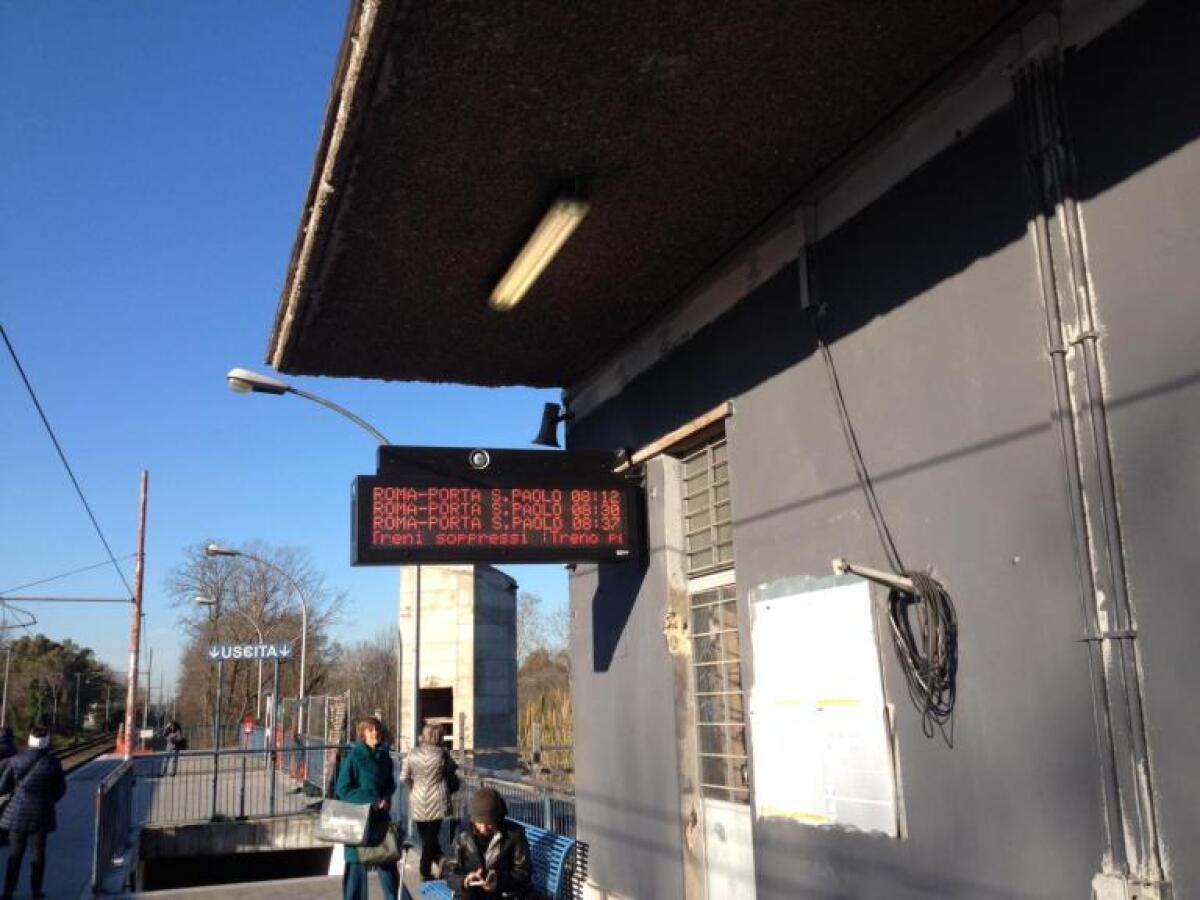 ROMA-PORTA S.PAOLO 08:12
ROMA-PORTA S.PAOLO 08:30
ROMA-PORTA S.PAOLO 08:37
Treni soppressi :Treno pe
↓USCITA↓